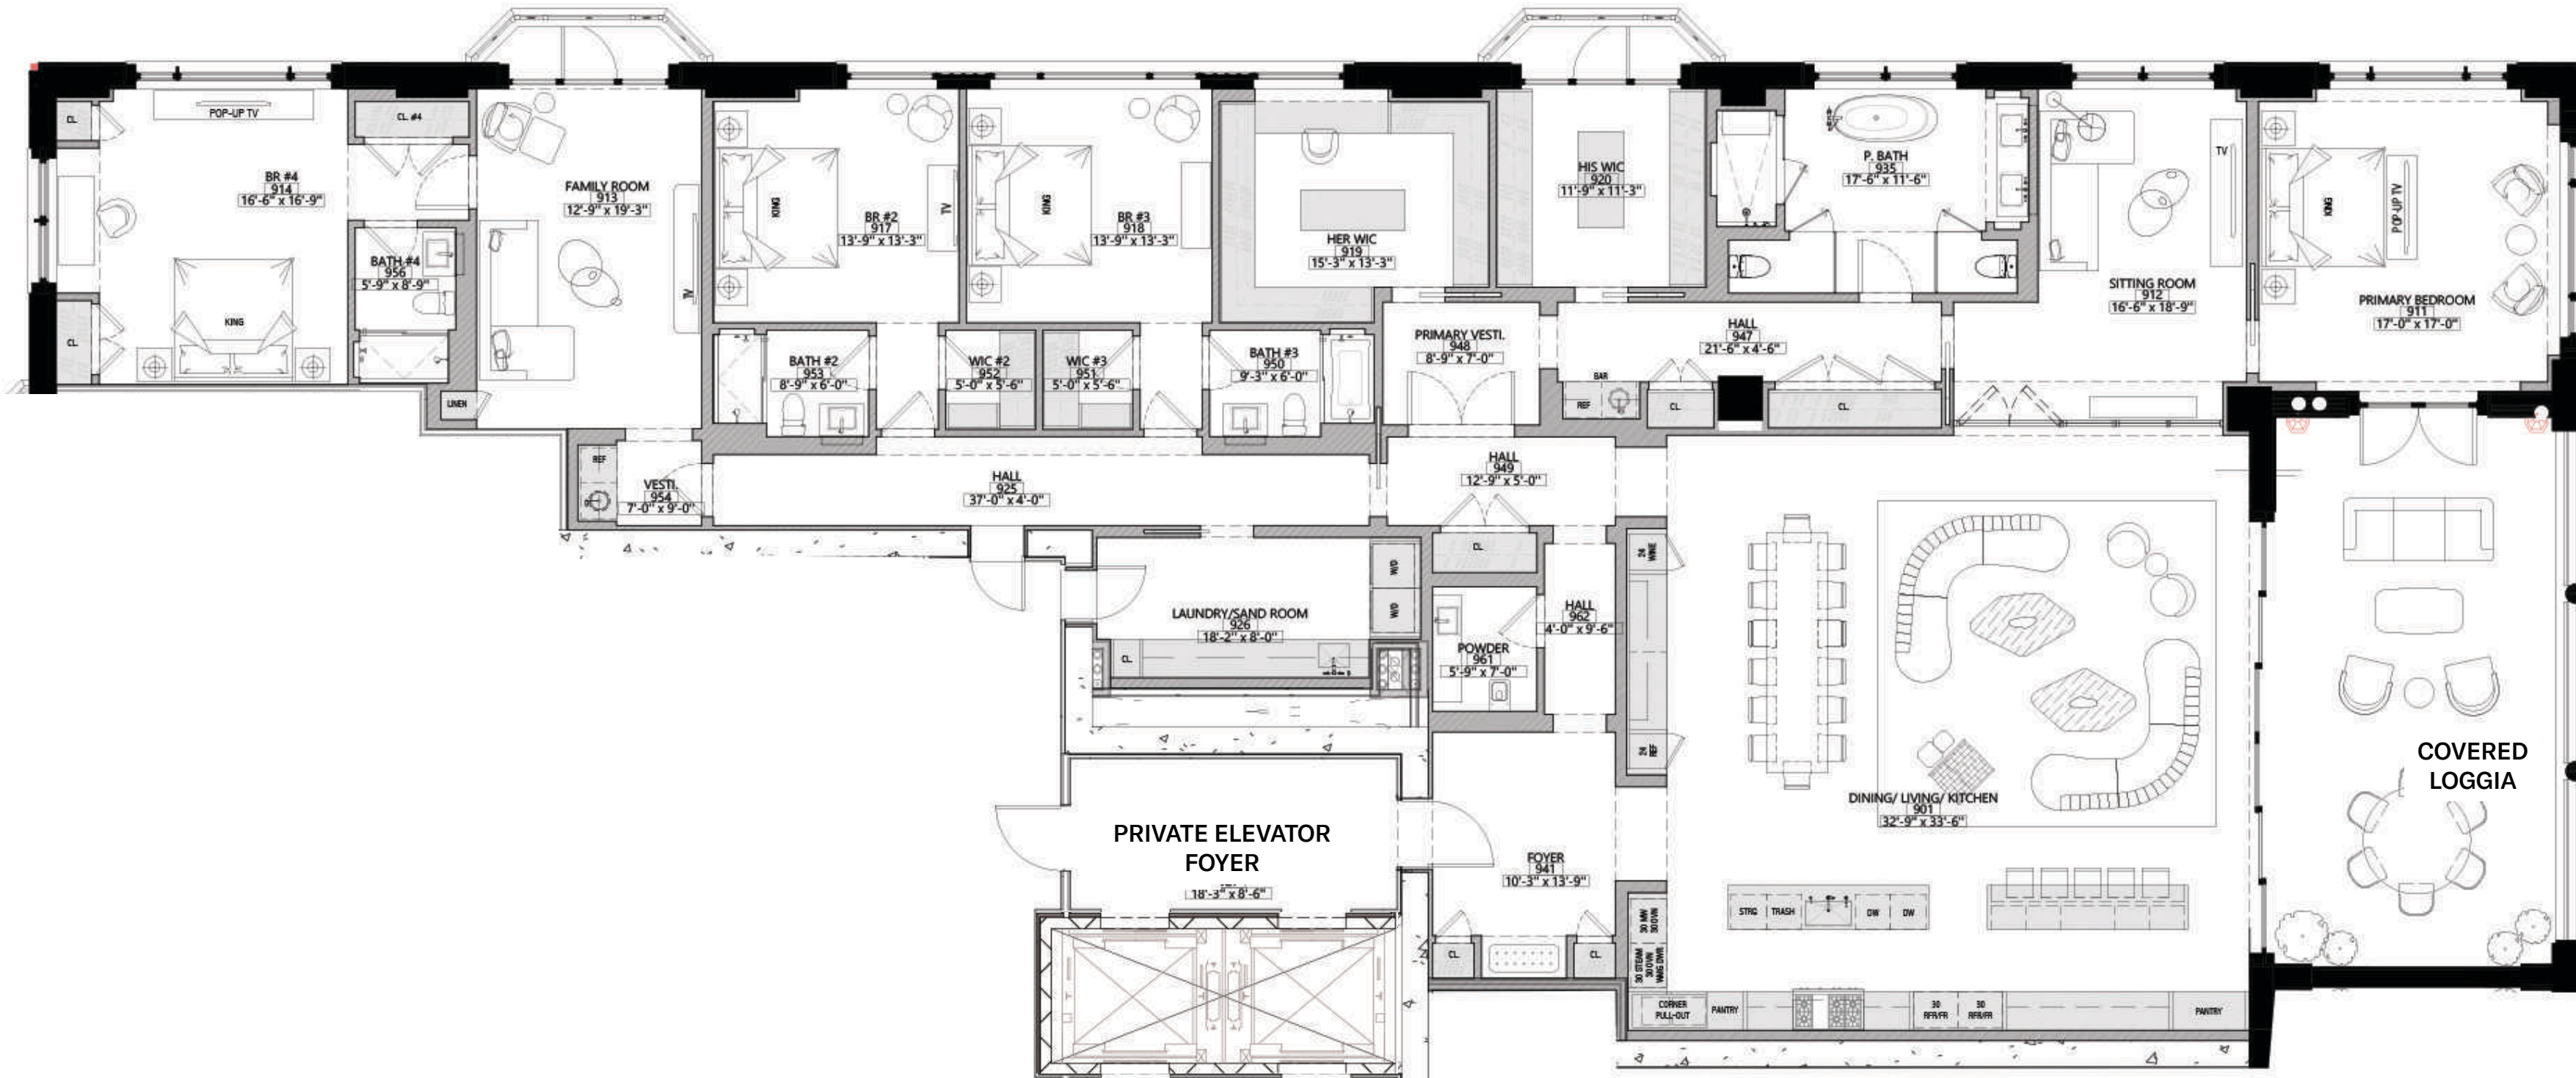 CL
POP-UP TV
CL #4
BR #4
914
16'-6" x 16'-9"
KING
CL
BATH #4
956
5'-9" x 8'-9"
LINEN
FAMILY ROOM
913
12'-9" x 19'-3"
TV
KING
BR #2
917
13'-9" x 13'-3"
TV
KING
BR #3
918
13'-9" x 13'-3"
HER WIC
919
15'-3" x 13'-3"
HIS WIC
920
11'-9" x 11'-3"
P. BATH
935
17'-6" x 11'-6"
TV
SITTING ROOM
912
16'-6" x 18'-9"
KING
POP-UP TV
PRIMARY BEDROOM
911
17'-0" x 17'-0"
BATH #2
953
8'-9" x 6'-0"
WIC #2
952
5'-0" x 5'-6"
WIC #3
951
5'-0" x 5'-6"
BATH #3
950
9'-3" x 6'-0"
PRIMARY VESTI.
948
8'-9" x 7'-0"
HALL
947
21'-6" x 4'-6"
BAR
REF
CL
CL
REF
VESTI.
954
7'-0" x 9'-0"
HALL
925
37'-0" x 4'-0"
HALL
949
12'-9" x 5'-0"
CL
24
WINE
W/D
W/D
LAUNDRY/SAND ROOM
926
18'-2" x 8'-0"
CL
HALL
962
4'-0" x 9'-6"
POWDER
961
5'-9" x 7'-0"
24
REF
DINING/ LIVING/ KITCHEN
901
32'-9" x 33'-6"
COVERED
LOGGIA
PRIVATE ELEVATOR
FOYER
18'-3" x 8'-6"
FOYER
941
10'-3" x 13'-9"
CL
CL
30 MW
30 OVN
30 STEAM
30 OVN
WMG DWR
STRG
TRASH
DW
DW
CORNER
PULL-OUT
PANTRY
30
RFR/FR
30
RFR/FR
PANTRY